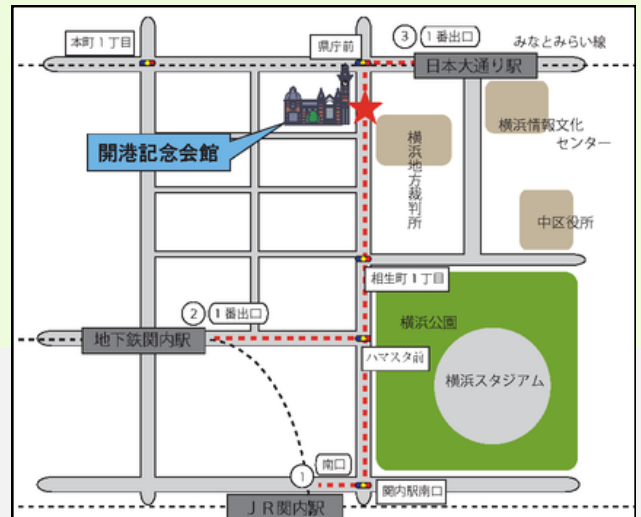 本町1丁目
県庁前
③ 1番出口
みなとみらい線
日本大通り駅
開港記念会館
横浜地方裁判所
横浜情報文化
センター
中区役所
相生町1丁目
② 1番出口
地下鉄関内駅
横浜公園
ハマスタ前
横浜スタジアム
① 南口
関内駅南口
JR関内駅